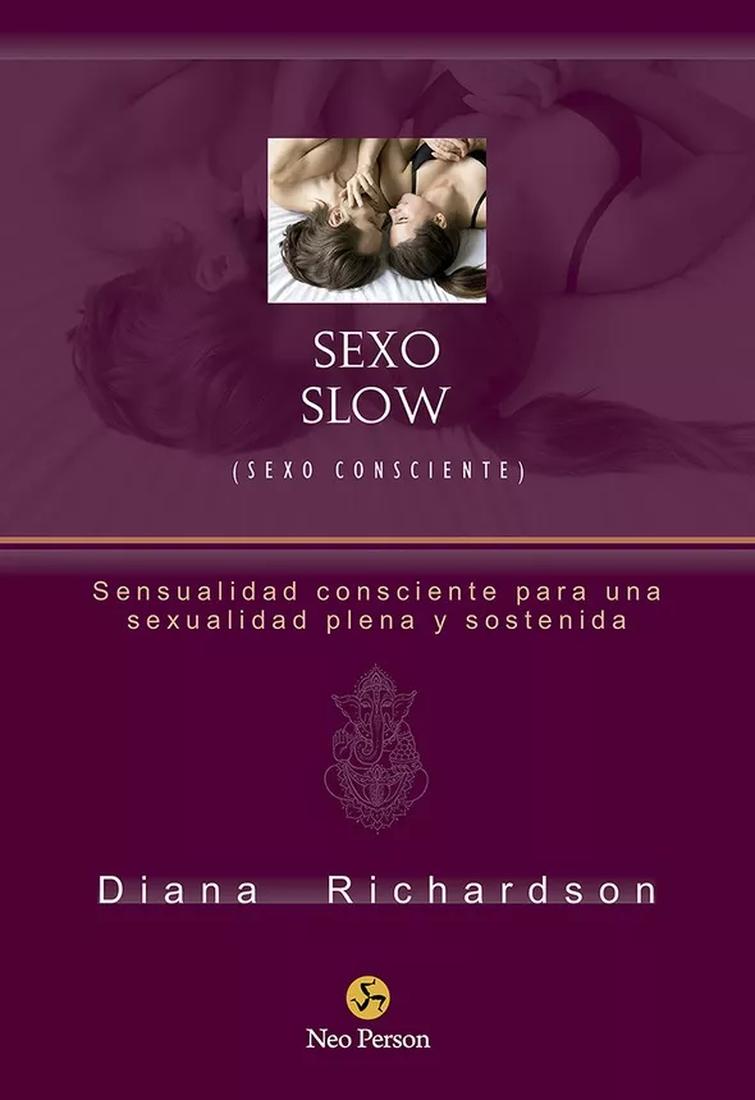 SEXO
SLOW
(SEXO CONSCIENTE)
Sensualidad consciente para una
sexualidad plena y sostenida
Diana Richardson
Neo Person